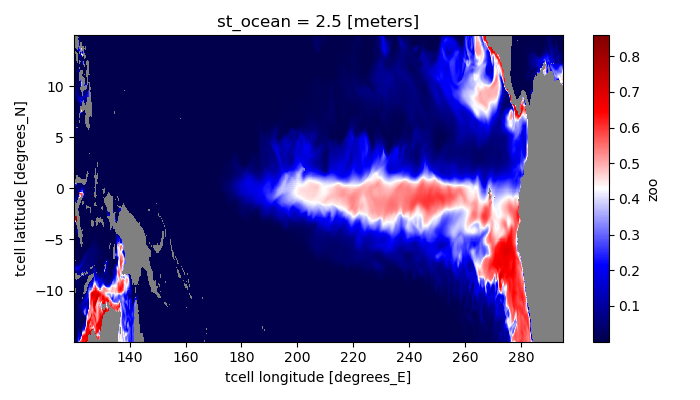 st_ocean = 2.5 [meters]
10
5
0
−5
−10
tcell latitude [degrees_N]
140 160 180 200 220 240 260 280
tcell longitude [degrees_E]
0.8
0.7
0.6
0.5
0.4
0.3
0.2
0.1
zoo